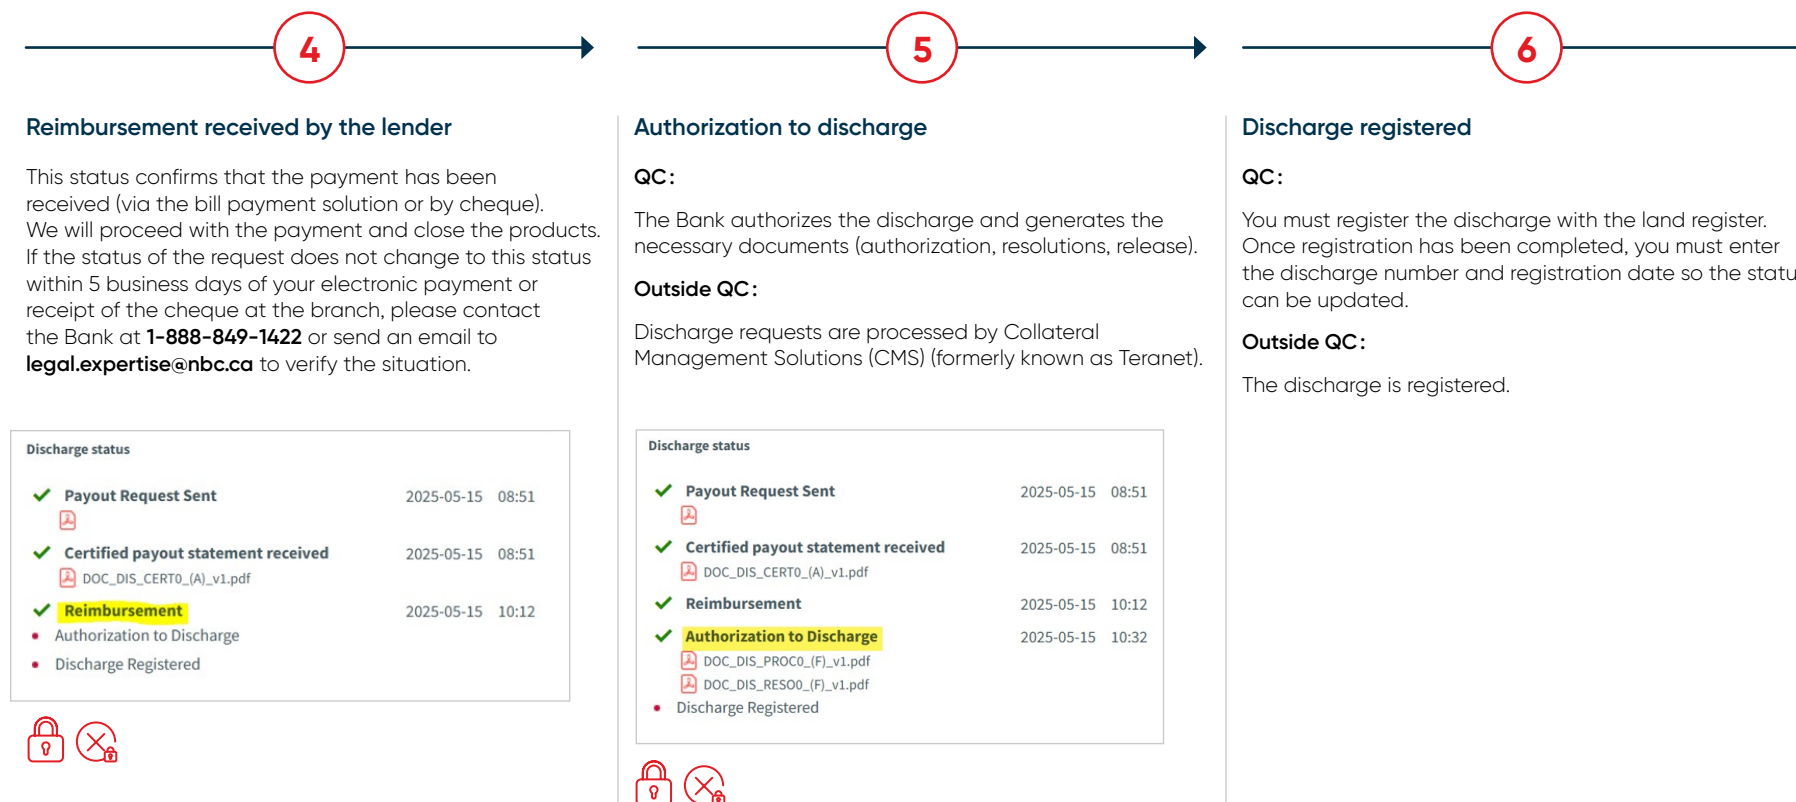 4
Reimbursement received by the lender
This status confirms that the payment has been
received (via the bill payment solution or by cheque).
We will proceed with the payment and close the products.
If the status of the request does not change to this status
within 5 business days of your electronic payment or
receipt of the cheque at the branch, please contact
the Bank at 1-888-849-1422 or send an email to
legal.expertise@nbc.ca to verify the situation.
Discharge status
Payout Request Sent 2025-05-15 08:51
Certified payout statement received 2025-05-15 08:51
DOC_DIS_CERT0_(A)_v1.pdf
Reimbursement 2025-05-15 10:12
Authorization to Discharge
Discharge Registered
5
Authorization to discharge
QC:
The Bank authorizes the discharge and generates the
necessary documents (authorization, resolutions, release).
Outside QC:
Discharge requests are processed by Collateral
Management Solutions (CMS) (formerly known as Teranet).
Discharge status
Payout Request Sent 2025-05-15 08:51
Certified payout statement received 2025-05-15 08:51
DOC_DIS_CERT0_(A)_v1.pdf
Reimbursement 2025-05-15 10:12
Authorization to Discharge 2025-05-15 10:32
DOC_DIS_PROC0_(F)_v1.pdf
DOC_DIS_RESO0_(F)_v1.pdf
Discharge Registered
6
Discharge registered
QC:
You must register the discharge with the land register.
Once registration has been completed, you must enter
the discharge number and registration date so the statu
can be updated.
Outside QC:
The discharge is registered.